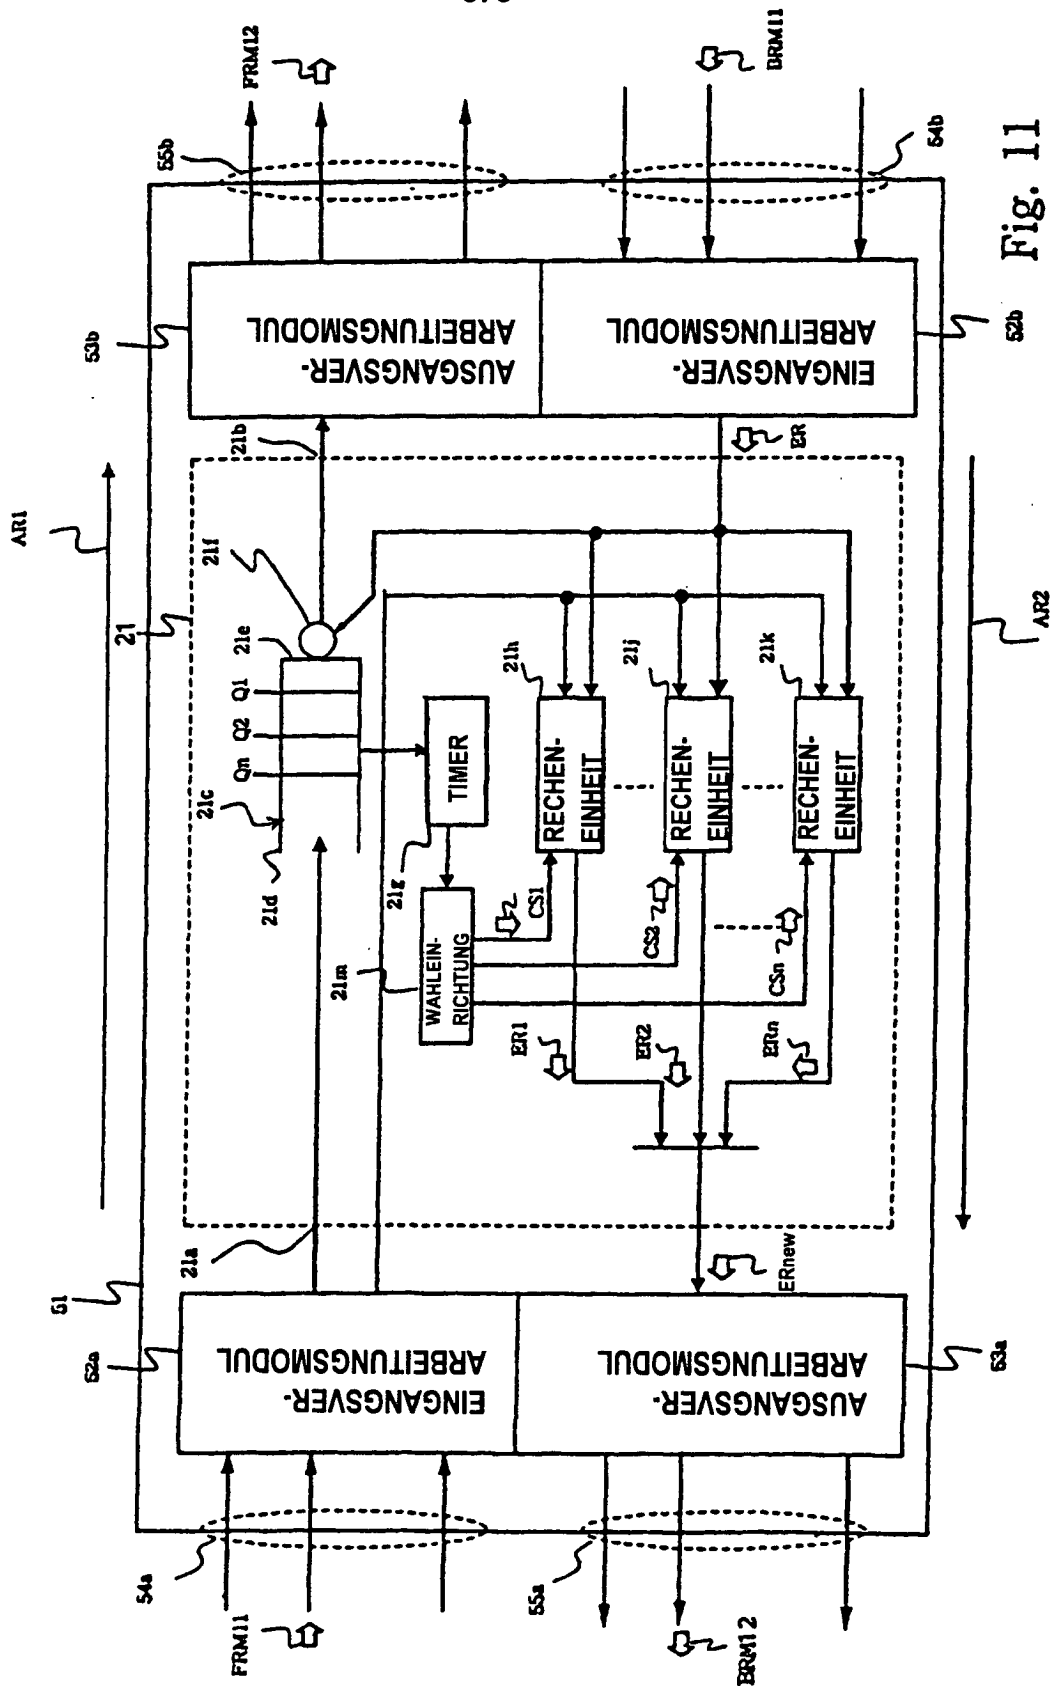 AR1
51
21
FRM11
54a
52a
EINGANGSVER-
ARBEITUNGSMODUL
21a
21d
21c
Qn
Q2
Q1
21e
21f
21b
53b
AUSGANGSVER-
ARBEITUNGSMODUL
55b
FRM12
21m
WAHLEIN-
RICHTUNG
21g
TIMER
CS1
21h
RECHEN-
EINHEIT
ER1
CS2
21j
RECHEN-
EINHEIT
ER2
CSn
21k
RECHEN-
EINHEIT
ERn
ERnew
ER
BRM12
55a
AUSGANGSVER-
ARBEITUNGSMODUL
53a
EINGANGSVER-
ARBEITUNGSMODUL
52b
54b
BRM11
AR2
Fig. 11